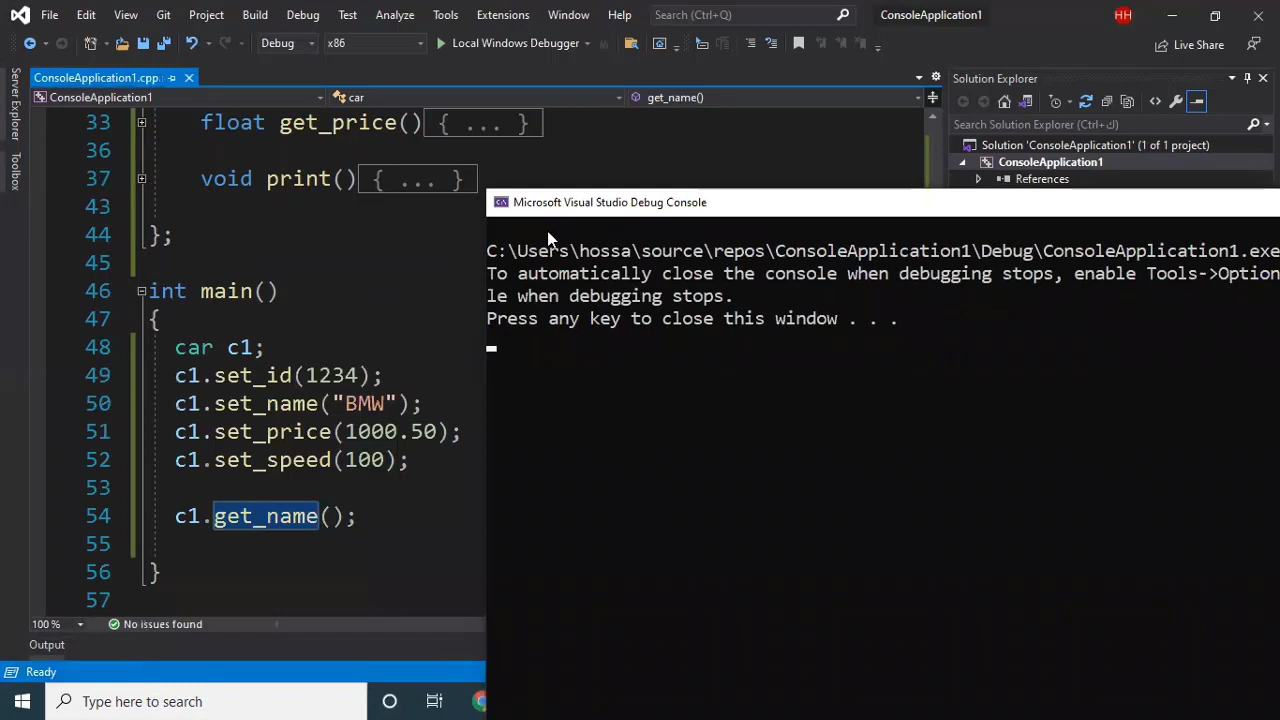 File Edit View Git Project Build Debug Test Analyze Tools Extensions Window Help Search (Ctrl+Q) ConsoleApplication1 HH
Debug x86 Local Windows Debugger Live Share
Server Explorer
Toolbox
ConsoleApplication1.cpp
ConsoleApplication1 car get_name()
33 float get_price(){ ... }
36
37 void print(){ ... }
43
44 };
45
46 int main()
47 {
48 car c1;
49 c1.set_id(1234);
50 c1.set_name("BMW");
51 c1.set_price(1000.50);
52 c1.set_speed(100);
53
54 c1.get_name();
55
56 }
57
100 % No issues found
Output
Ready
Type here to search
Solution Explorer
Search Solution Explorer (Ctrl+ك)
Solution 'ConsoleApplication1' (1 of 1 project)
ConsoleApplication1
References
Microsoft Visual Studio Debug Console
C:\Users\hossa\source\repos\ConsoleApplication1\Debug\ConsoleApplication1.exe
To automatically close the console when debugging stops, enable Tools->Option
le when debugging stops.
Press any key to close this window . . .